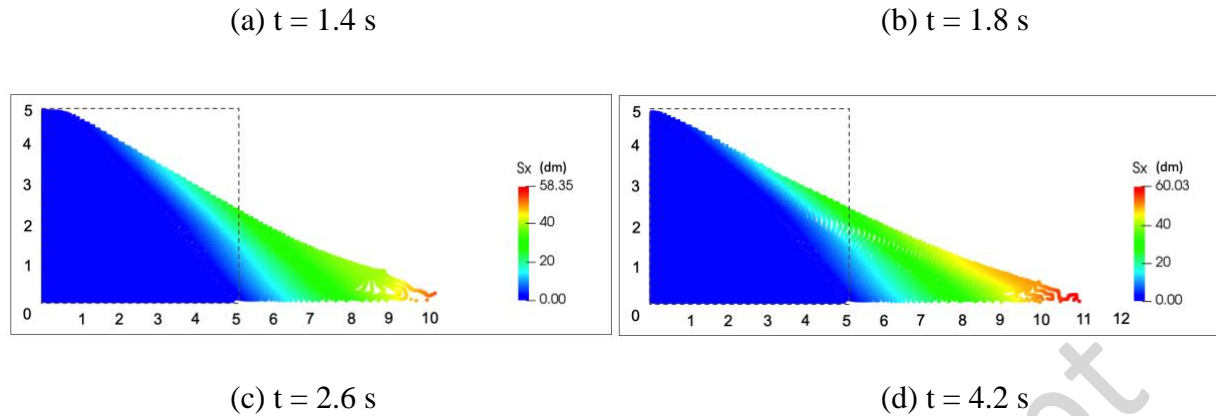 (a) t = 1.4 s
(b) t = 1.8 s
5
4
3
2
1
0
1 2 3 4 5 6 7 8 9 10
Sx (dm)
58.35
40
20
0.00
5
4
3
2
1
0
1 2 3 4 5 6 7 8 9 10 11 12
Sx (dm)
60.03
40
20
0.00
(c) t = 2.6 s
(d) t = 4.2 s
pt